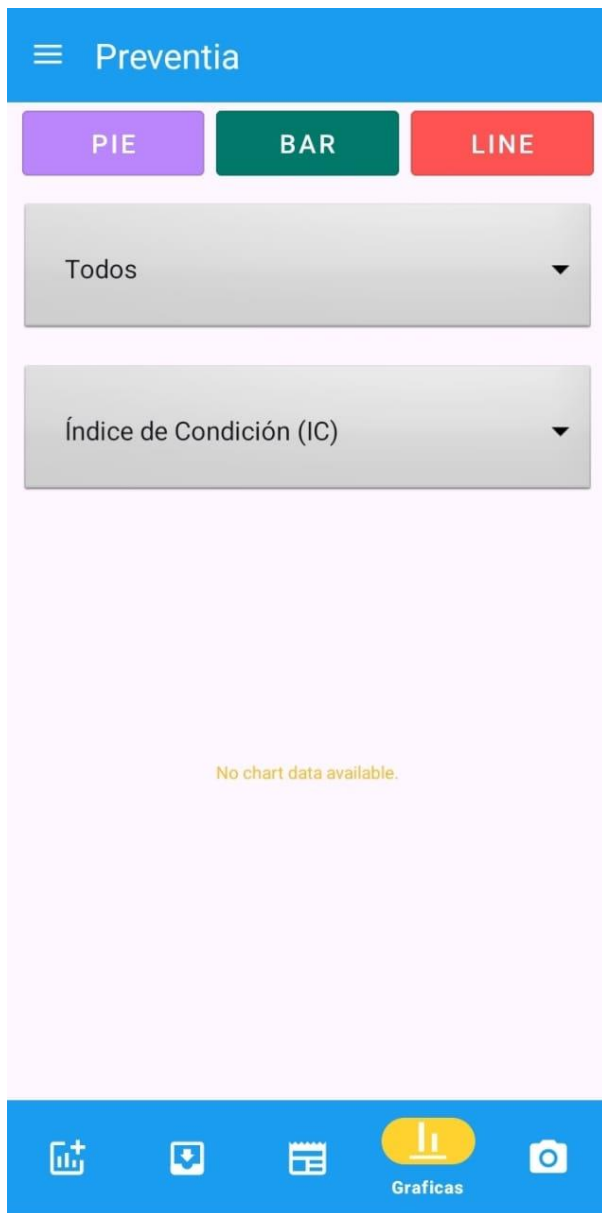 Preventia
PIE BAR LINE
Todos
Índice de Condición (IC)
No chart data available.
Graficas